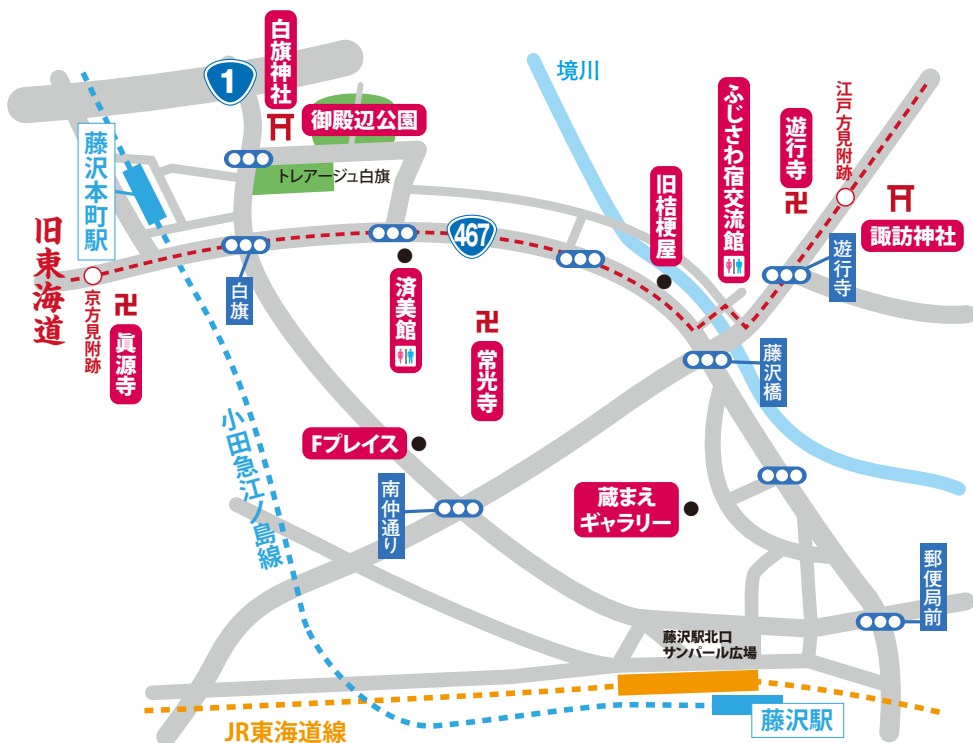 白旗神社
1
御殿辺公園
境川
ふじさわ宿交流館
遊行寺
江戸方見附跡
藤沢本町駅
トレアージュ白旗
旧桔梗屋
諏訪神社
旧東海道
467
遊行寺
白旗
京方見附跡
眞源寺
済美館
常光寺
藤沢橋
小田急江ノ島線
Fプレイス
南仲通り
蔵まえ
ギャラリー
郵便局前
藤沢駅北口
サンパール広場
JR東海道線
藤沢駅